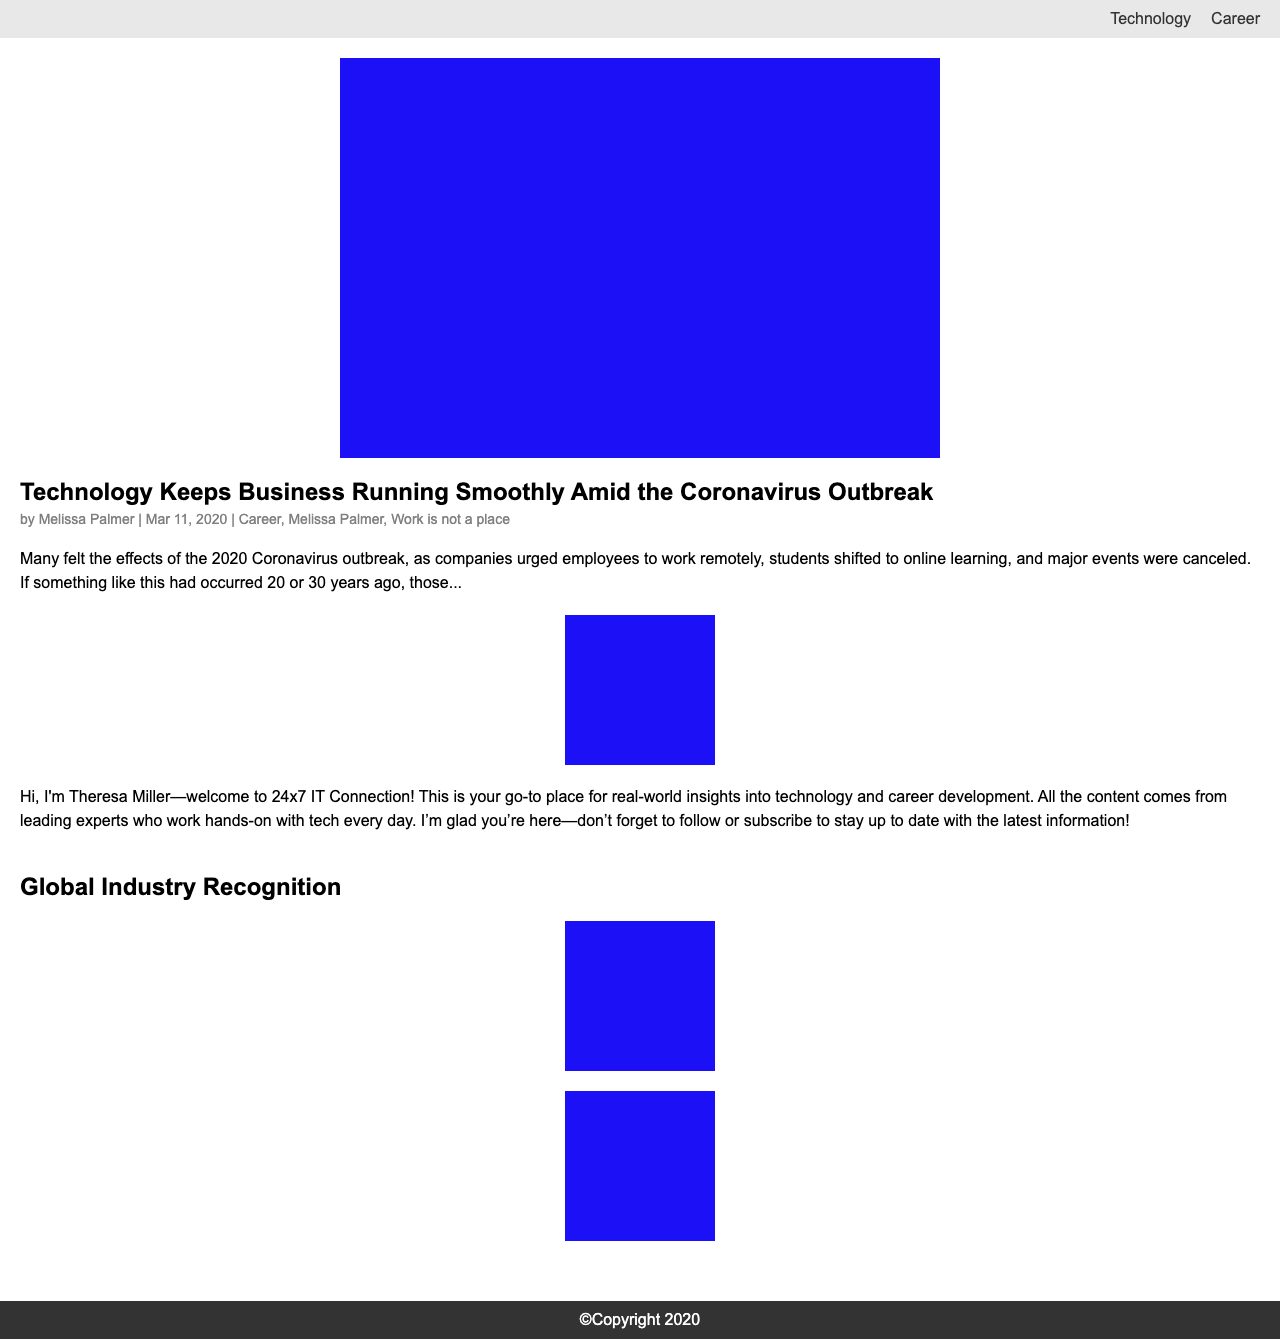 Technology Career
Technology Keeps Business Running Smoothly Amid the Coronavirus Outbreak
by Melissa Palmer | Mar 11, 2020 | Career, Melissa Palmer, Work is not a place
Many felt the effects of the 2020 Coronavirus outbreak, as companies urged employees to work remotely, students shifted to online learning, and major events were canceled.
If something like this had occurred 20 or 30 years ago, those...
Hi, I'm Theresa Miller—welcome to 24x7 IT Connection! This is your go-to place for real-world insights into technology and career development. All the content comes from
leading experts who work hands-on with tech every day. I’m glad you’re here—don’t forget to follow or subscribe to stay up to date with the latest information!
Global Industry Recognition
©Copyright 2020